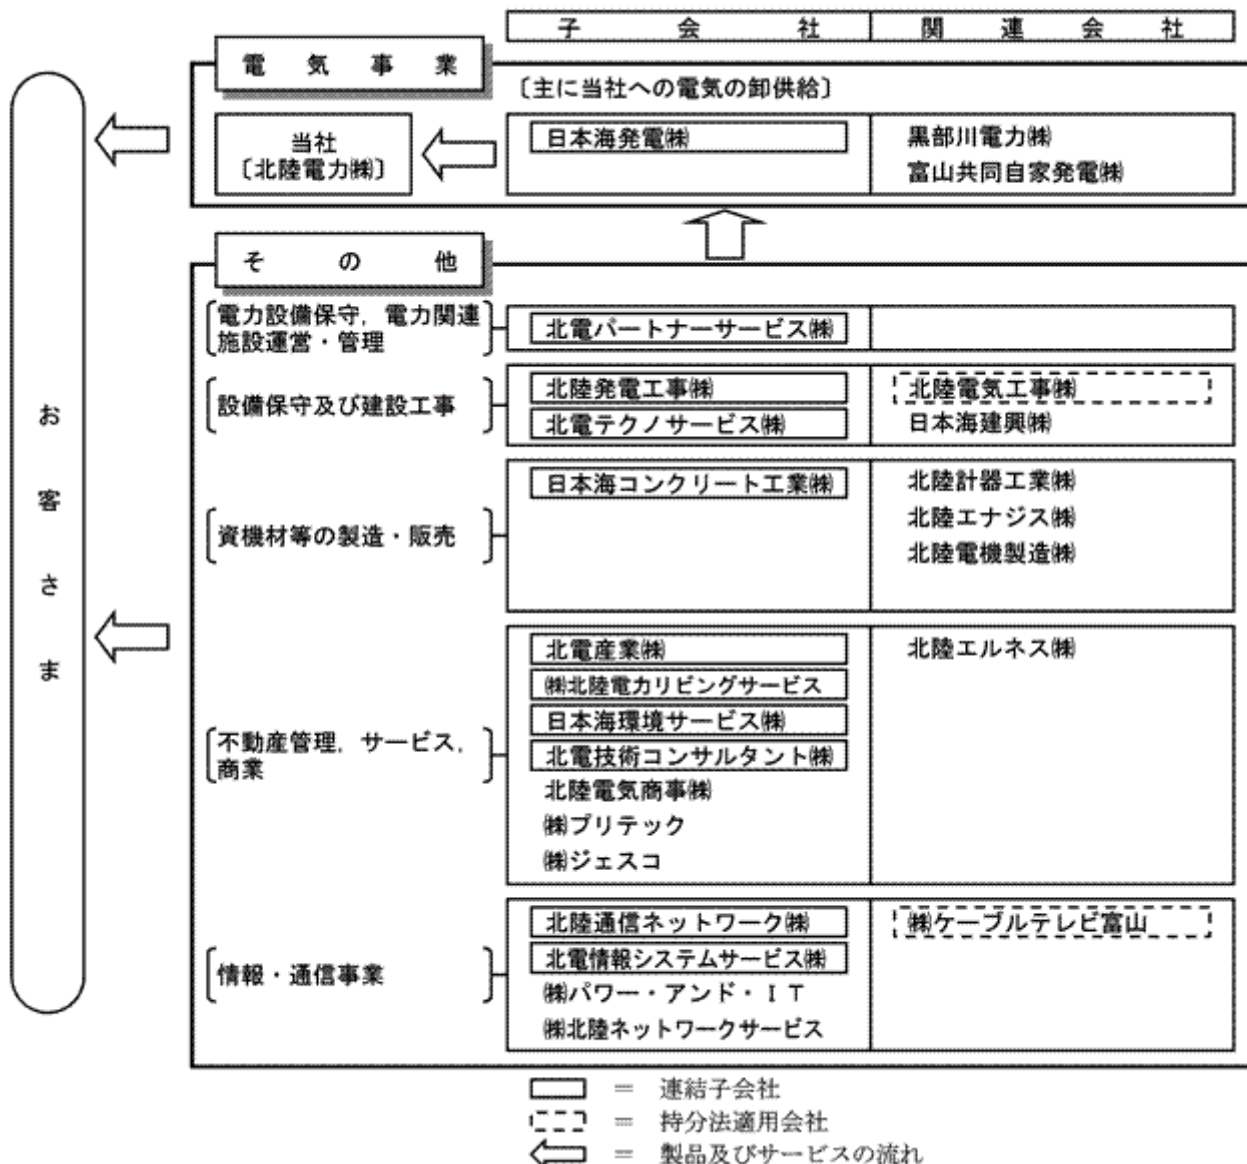 子会社 関連会社
電気事業
〔主に当社への電気の卸供給〕
当社
〔北陸電力㈱〕
日本海発電㈱
黒部川電力㈱
富山共同自家発電㈱
その他
電力設備保守，電力関連
施設運営・管理
北電パートナーサービス㈱
設備保守及び建設工事
北陸発電工事㈱
北陸電気工事㈱
北電テクノサービス㈱
日本海建興㈱
資機材等の製造・販売
日本海コンクリート工業㈱
北陸計器工業㈱
北陸エナジス㈱
北陸電機製造㈱
不動産管理，サービス，
商業
北電産業㈱
北陸エルネス㈱
㈱北陸電力リビングサービス
日本海環境サービス㈱
北電技術コンサルタント㈱
北陸電気商事㈱
㈱プリテック
㈱ジェスコ
情報・通信事業
北陸通信ネットワーク㈱
㈱ケーブルテレビ富山
北電情報システムサービス㈱
㈱パワー・アンド・ＩＴ
㈱北陸ネットワークサービス
お客さま
＝ 連結子会社
＝ 持分法適用会社
＝ 製品及びサービスの流れ